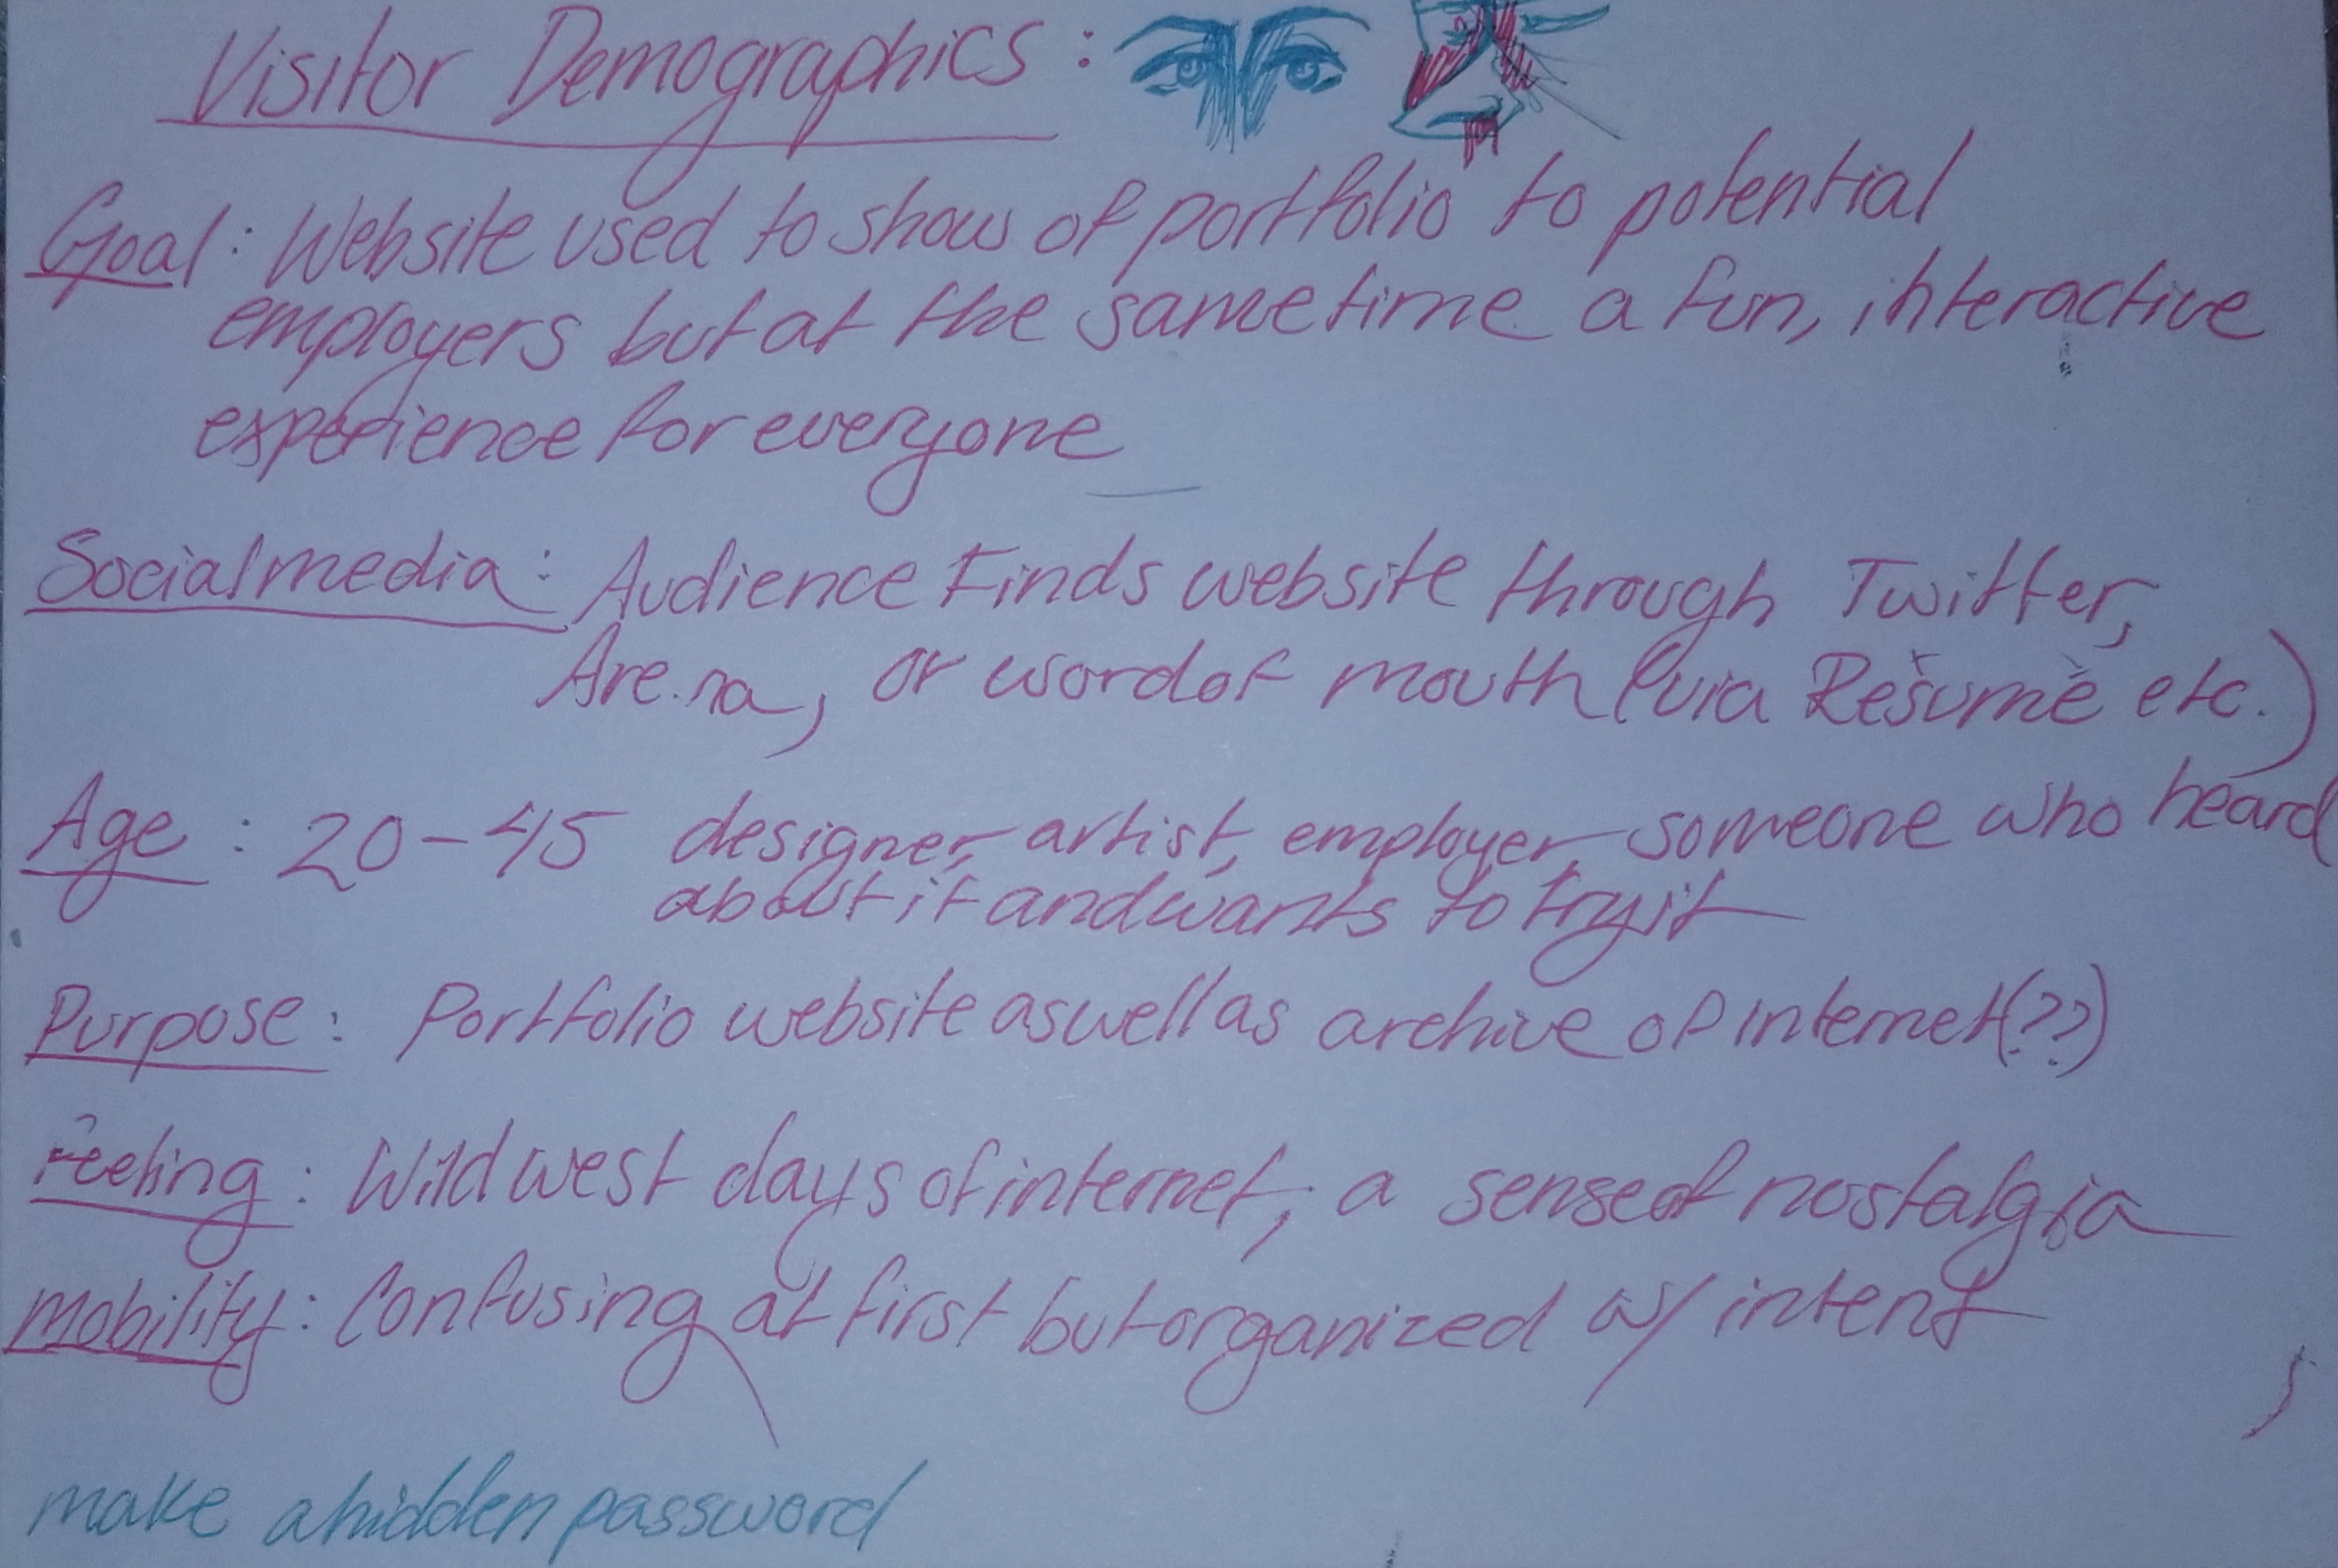 Visitor Demographics:
Goal: Website used to show of portfolio to potential
employers but at the same time a fun, interactive
experience for everyone
Social media: Audience Finds website through Twitter,
Are.na, or word of mouth (via Resume etc.)
Age: 20-45 designer, artist, employer, someone who heard
about it and wants to try it
Purpose: Portfolio website as well as archive of internet(??)
Feeling: Wild west days of internet, a sense of nostalgia
Mobility: Confusing at first but organized w/ intent
make a hidden password